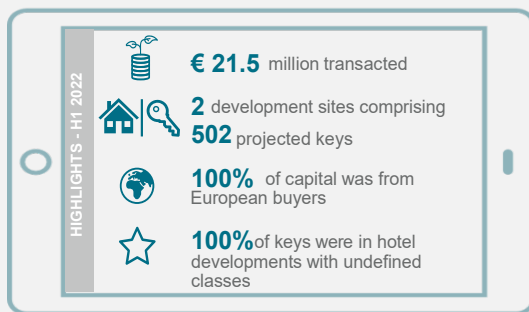 HIGHLIGHTS - H1 2022
€ 21.5 million transacted
2 development sites comprising
502 projected keys
100% of capital was from
European buyers
100% of keys were in hotel
developments with undefined
classes